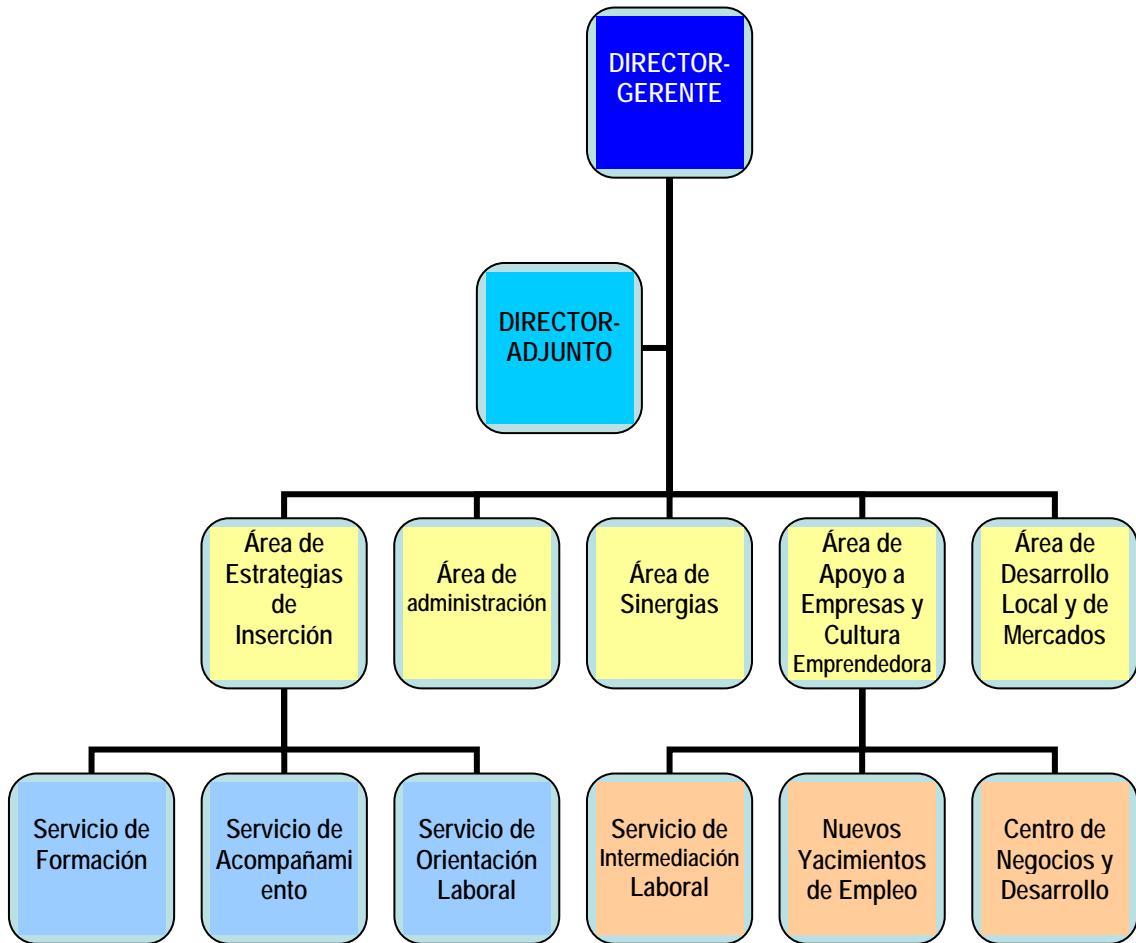 DIRECTOR-
GERENTE
DIRECTOR-
ADJUNTO
Área de
Estrategias
de
Inserción
Área de
administración
Área de
Sinergias
Área de
Apoyo a
Empresas y
Cultura
Emprendedora
Área de
Desarrollo
Local y de
Mercados
Servicio de
Formación
Servicio de
Acompañami
ento
Servicio de
Orientación
Laboral
Servicio de
Intermediación
Laboral
Nuevos
Yacimientos
de Empleo
Centro de
Negocios y
Desarrollo